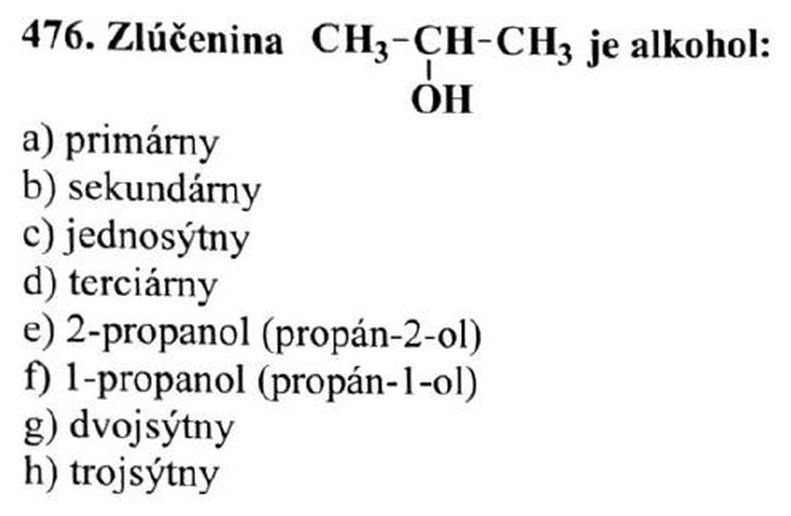 476. Zlúčenina CH₃-CH-CH₃ je alkohol:
OH
a) primárny
b) sekundárny
c) jednosýtny
d) terciárny
e) 2-propanol (propán-2-ol)
f) 1-propanol (propán-1-ol)
g) dvojsýtny
h) trojsýtny